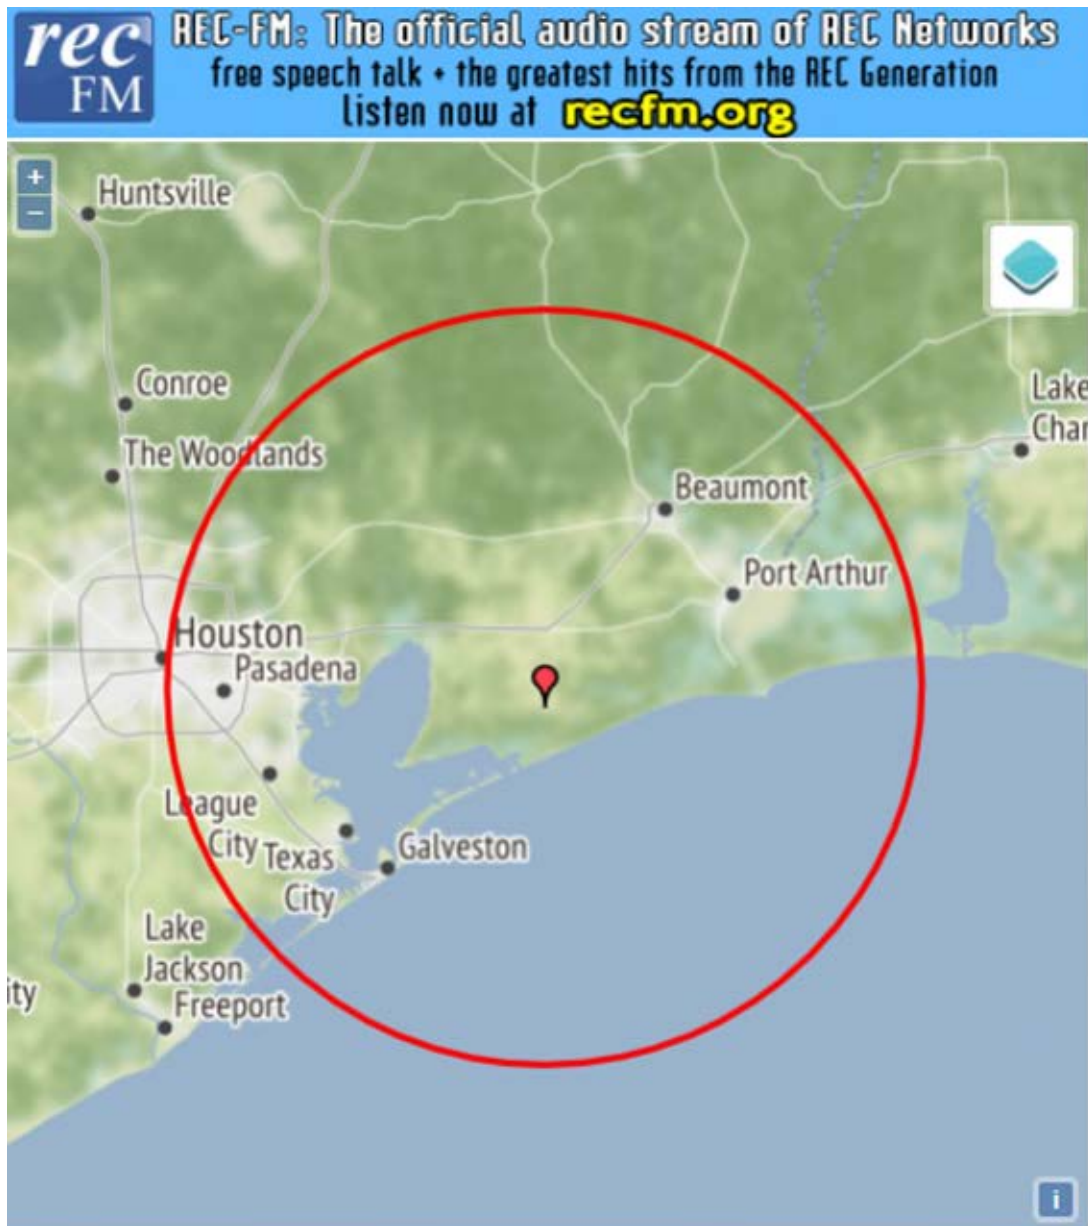 rec
FM
REC-FM: The official audio stream of REC Networks
free speech talk • the greatest hits from the REC Generation
listen now at recfm.org
+
−
Huntsville
Conroe
Lake
Char
The Woodlands
Beaumont
Port Arthur
Houston
Pasadena
League
City
Texas
City
Galveston
Lake
Jackson
ity
Freeport
i